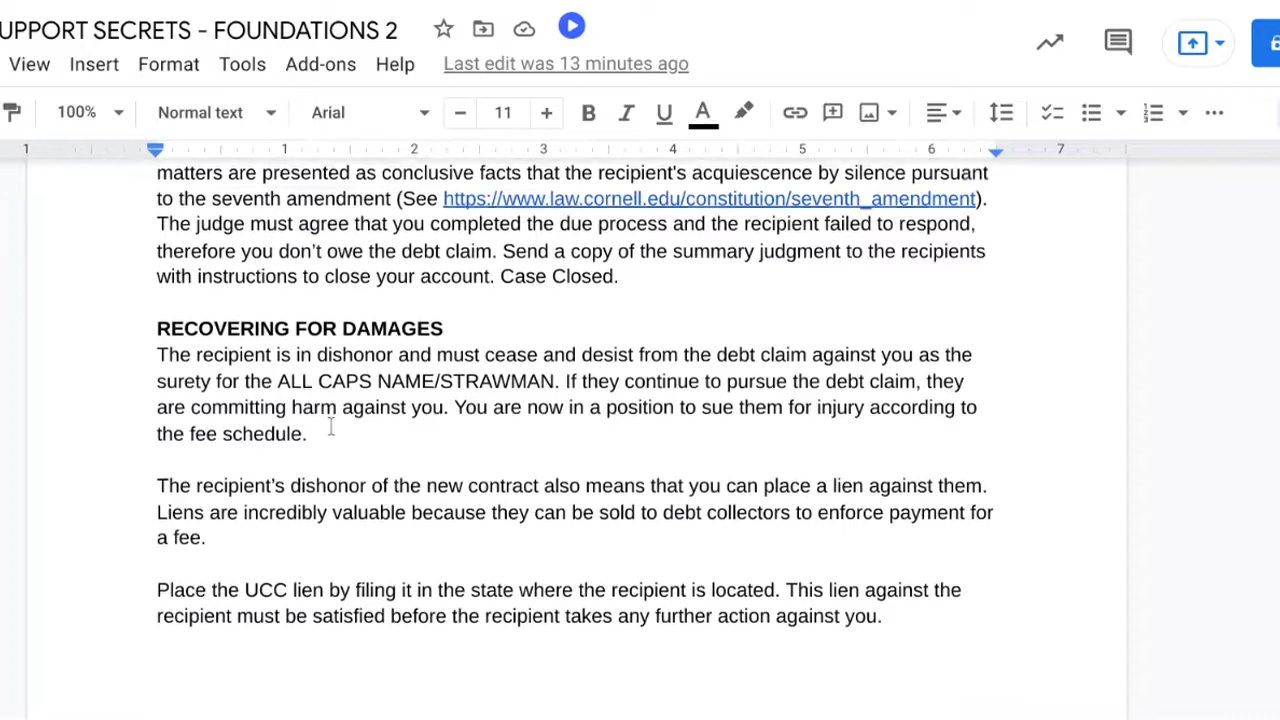 UPPORT SECRETS - FOUNDATIONS 2
View Insert Format Tools Add-ons Help Last edit was 13 minutes ago
100% Normal text Arial − 11 + B I U A
1 1 2 3 4 5 6 7
matters are presented as conclusive facts that the recipient's acquiescence by silence pursuant
to the seventh amendment (See https://www.law.cornell.edu/constitution/seventh_amendment).
The judge must agree that you completed the due process and the recipient failed to respond,
therefore you don’t owe the debt claim. Send a copy of the summary judgment to the recipients
with instructions to close your account. Case Closed.
RECOVERING FOR DAMAGES
The recipient is in dishonor and must cease and desist from the debt claim against you as the
surety for the ALL CAPS NAME/STRAWMAN. If they continue to pursue the debt claim, they
are committing harm against you. You are now in a position to sue them for injury according to
the fee schedule.
The recipient’s dishonor of the new contract also means that you can place a lien against them.
Liens are incredibly valuable because they can be sold to debt collectors to enforce payment for
a fee.
Place the UCC lien by filing it in the state where the recipient is located. This lien against the
recipient must be satisfied before the recipient takes any further action against you.